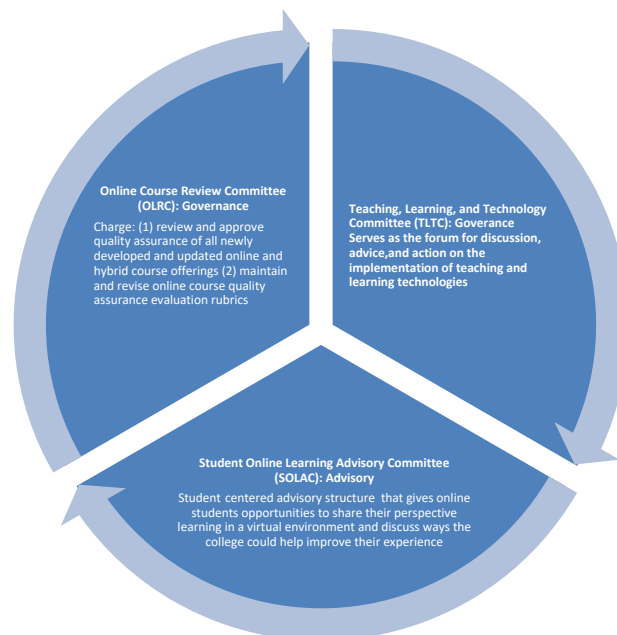 Online Course Review Committee
(OLRC): Governance
Charge: (1) review and approve
quality assurance of all newly
developed and updated online and
hybrid course offerings (2) maintain
and revise online course quality
assurance evaluation rubrics
Teaching, Learning, and Technology
Committee (TLTC): Goverance
Serves as the forum for discussion,
advice,and action on the
implementation of teaching and
learning technologies
Student Online Learning Advisory Committee
(SOLAC): Advisory
Student centered advisory structure that gives online
students opportunities to share their perspective
learning in a virtual environment and discuss ways the
college could help improve their experience